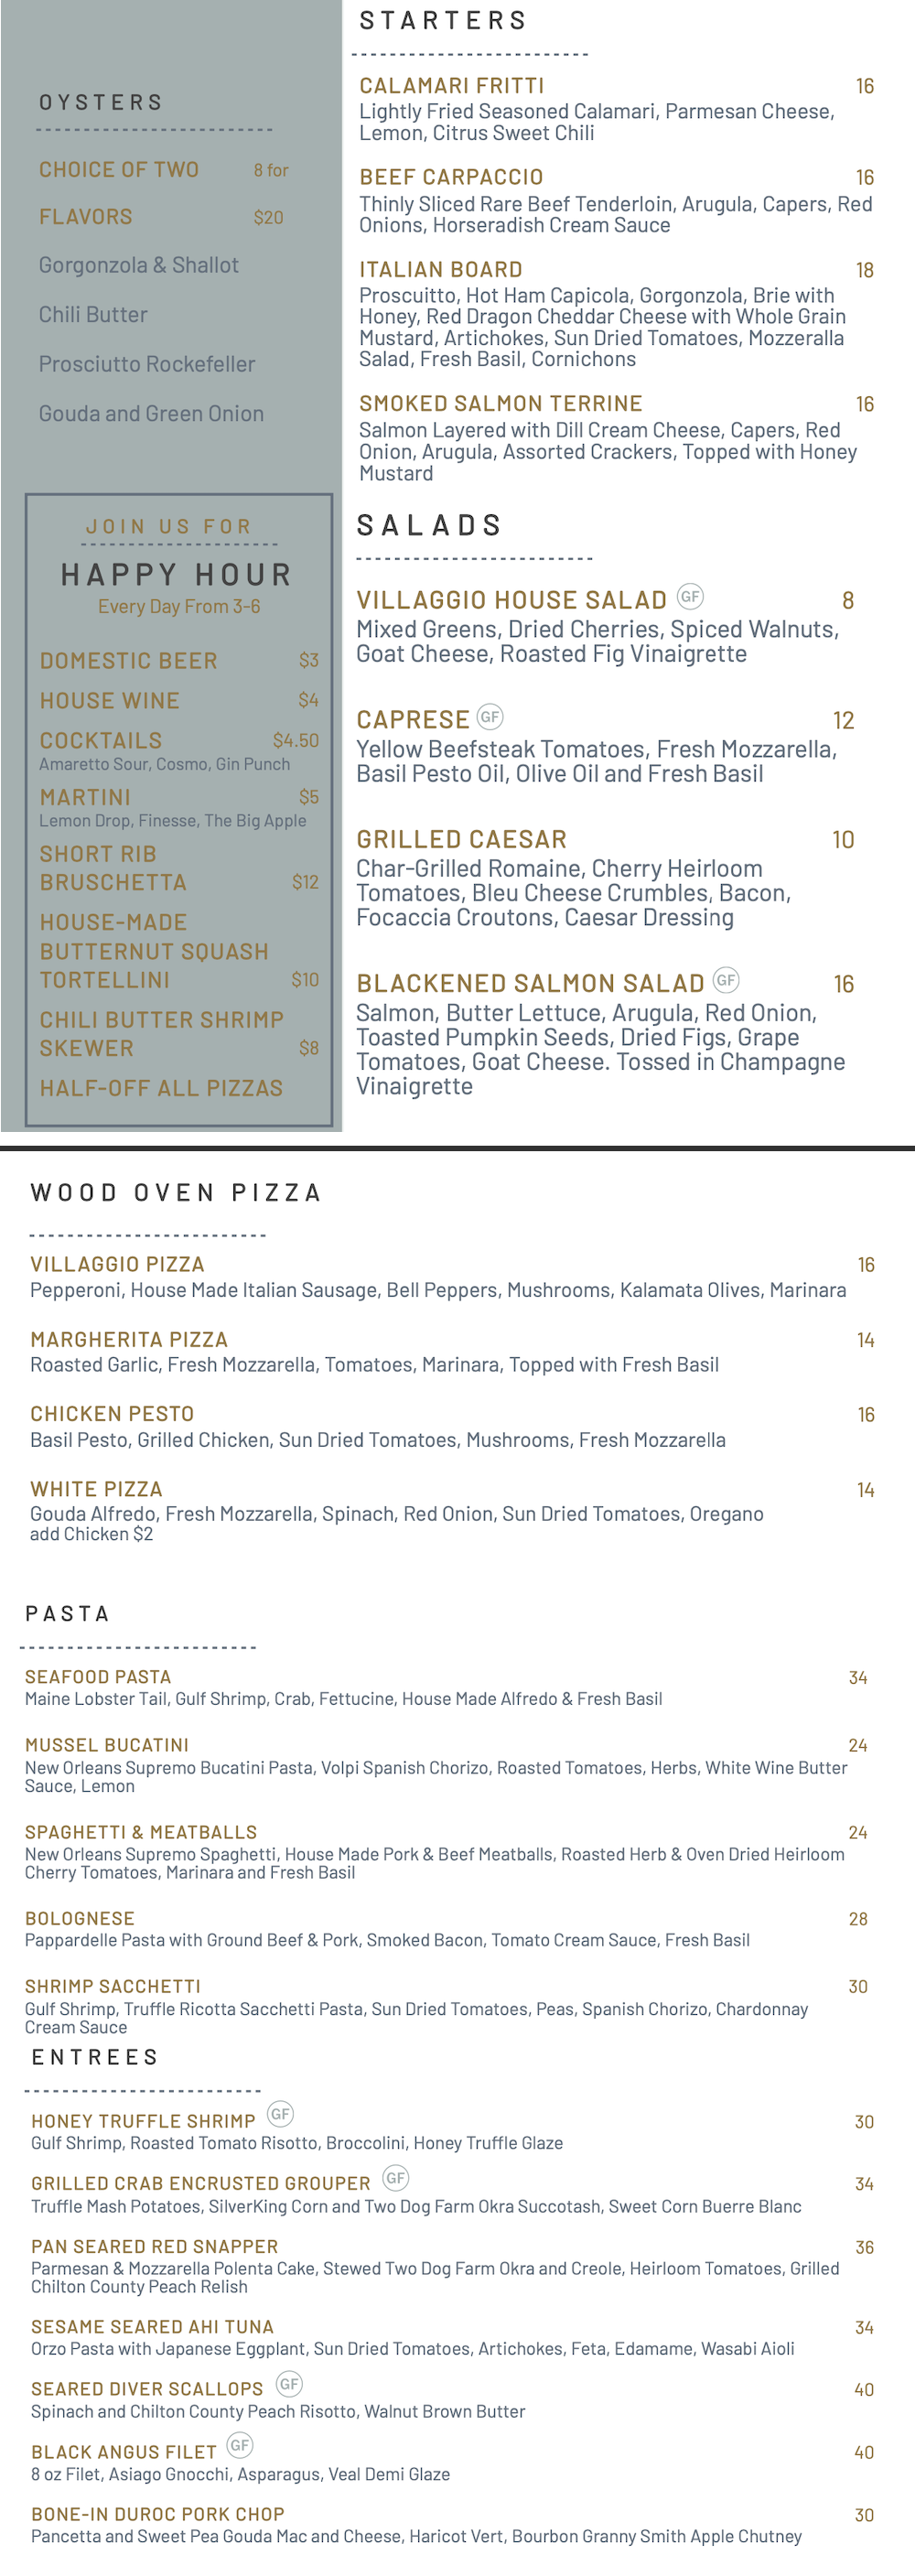 OYSTERS
CHOICE OF TWO 8 for
FLAVORS $20
Gorgonzola & Shallot
Chili Butter
Prosciutto Rockefeller
Gouda and Green Onion
JOIN US FOR
HAPPY HOUR
Every Day From 3-6
DOMESTIC BEER $3
HOUSE WINE $4
COCKTAILS $4.50
Amaretto Sour, Cosmo, Gin Punch
MARTINI $5
Lemon Drop, Finesse, The Big Apple
SHORT RIB
BRUSCHETTA $12
HOUSE-MADE
BUTTERNUT SQUASH
TORTELLINI $10
CHILI BUTTER SHRIMP
SKEWER $8
HALF-OFF ALL PIZZAS
STARTERS
CALAMARI FRITTI 16
Lightly Fried Seasoned Calamari, Parmesan Cheese,
Lemon, Citrus Sweet Chili
BEEF CARPACCIO 16
Thinly Sliced Rare Beef Tenderloin, Arugula, Capers, Red
Onions, Horseradish Cream Sauce
ITALIAN BOARD 18
Proscuitto, Hot Ham Capicola, Gorgonzola, Brie with
Honey, Red Dragon Cheddar Cheese with Whole Grain
Mustard, Artichokes, Sun Dried Tomatoes, Mozzeralla
Salad, Fresh Basil, Cornichons
SMOKED SALMON TERRINE 16
Salmon Layered with Dill Cream Cheese, Capers, Red
Onion, Arugula, Assorted Crackers, Topped with Honey
Mustard
SALADS
VILLAGGIO HOUSE SALAD GF 8
Mixed Greens, Dried Cherries, Spiced Walnuts,
Goat Cheese, Roasted Fig Vinaigrette
CAPRESE GF 12
Yellow Beefsteak Tomatoes, Fresh Mozzarella,
Basil Pesto Oil, Olive Oil and Fresh Basil
GRILLED CAESAR 10
Char-Grilled Romaine, Cherry Heirloom
Tomatoes, Bleu Cheese Crumbles, Bacon,
Focaccia Croutons, Caesar Dressing
BLACKENED SALMON SALAD GF 16
Salmon, Butter Lettuce, Arugula, Red Onion,
Toasted Pumpkin Seeds, Dried Figs, Grape
Tomatoes, Goat Cheese. Tossed in Champagne
Vinaigrette
WOOD OVEN PIZZA
VILLAGGIO PIZZA 16
Pepperoni, House Made Italian Sausage, Bell Peppers, Mushrooms, Kalamata Olives, Marinara
MARGHERITA PIZZA 14
Roasted Garlic, Fresh Mozzarella, Tomatoes, Marinara, Topped with Fresh Basil
CHICKEN PESTO 16
Basil Pesto, Grilled Chicken, Sun Dried Tomatoes, Mushrooms, Fresh Mozzarella
WHITE PIZZA 14
Gouda Alfredo, Fresh Mozzarella, Spinach, Red Onion, Sun Dried Tomatoes, Oregano
add Chicken $2
PASTA
SEAFOOD PASTA 34
Maine Lobster Tail, Gulf Shrimp, Crab, Fettucine, House Made Alfredo & Fresh Basil
MUSSEL BUCATINI 24
New Orleans Supremo Bucatini Pasta, Volpi Spanish Chorizo, Roasted Tomatoes, Herbs, White Wine Butter
Sauce, Lemon
SPAGHETTI & MEATBALLS 24
New Orleans Supremo Spaghetti, House Made Pork & Beef Meatballs, Roasted Herb & Oven Dried Heirloom
Cherry Tomatoes, Marinara and Fresh Basil
BOLOGNESE 28
Pappardelle Pasta with Ground Beef & Pork, Smoked Bacon, Tomato Cream Sauce, Fresh Basil
SHRIMP SACCHETTI 30
Gulf Shrimp, Truffle Ricotta Sacchetti Pasta, Sun Dried Tomatoes, Peas, Spanish Chorizo, Chardonnay
Cream Sauce
ENTREES
HONEY TRUFFLE SHRIMP GF 30
Gulf Shrimp, Roasted Tomato Risotto, Broccolini, Honey Truffle Glaze
GRILLED CRAB ENCRUSTED GROUPER GF 34
Truffle Mash Potatoes, SilverKing Corn and Two Dog Farm Okra Succotash, Sweet Corn Buerre Blanc
PAN SEARED RED SNAPPER 36
Parmesan & Mozzarella Polenta Cake, Stewed Two Dog Farm Okra and Creole, Heirloom Tomatoes, Grilled
Chilton County Peach Relish
SESAME SEARED AHI TUNA 34
Orzo Pasta with Japanese Eggplant, Sun Dried Tomatoes, Artichokes, Feta, Edamame, Wasabi Aioli
SEARED DIVER SCALLOPS GF 40
Spinach and Chilton County Peach Risotto, Walnut Brown Butter
BLACK ANGUS FILET GF 40
8 oz Filet, Asiago Gnocchi, Asparagus, Veal Demi Glaze
BONE-IN DUROC PORK CHOP 30
Pancetta and Sweet Pea Gouda Mac and Cheese, Haricot Vert, Bourbon Granny Smith Apple Chutney